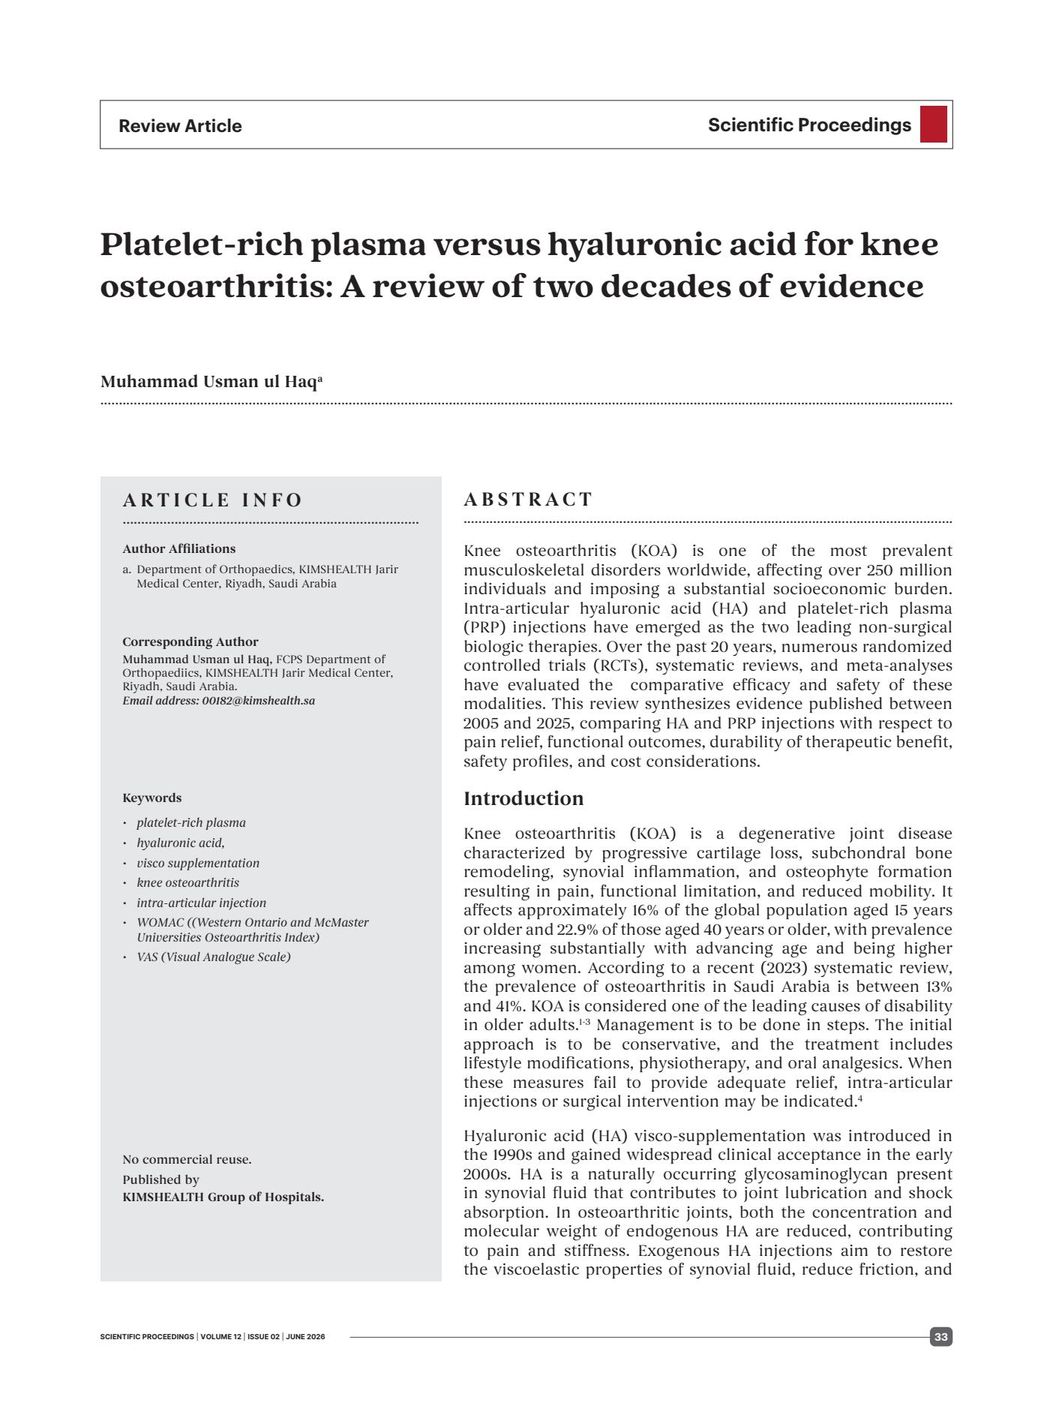 Review Article
Scientific Proceedings
Platelet-rich plasma versus hyaluronic acid for knee
osteoarthritis: A review of two decades of evidence
Muhammad Usman ul Haqᵃ
ARTICLE INFO
Author Affiliations
a. Department of Orthopaedics, KIMSHEALTH Jarir
Medical Center, Riyadh, Saudi Arabia
Corresponding Author
Muhammad Usman ul Haq, FCPS Department of
Orthopaediics, KIMSHEALTH Jarir Medical Center,
Riyadh, Saudi Arabia.
Email address: 00182@kimshealth.sa
Keywords
• platelet-rich plasma
• hyaluronic acid,
• visco supplementation
• knee osteoarthritis
• intra-articular injection
• WOMAC ((Western Ontario and McMaster
Universities Osteoarthritis Index)
• VAS (Visual Analogue Scale)
No commercial reuse.
Published by
KIMSHEALTH Group of Hospitals.
ABSTRACT
Knee osteoarthritis (KOA) is one of the most prevalent
musculoskeletal disorders worldwide, affecting over 250 million
individuals and imposing a substantial socioeconomic burden.
Intra-articular hyaluronic acid (HA) and platelet-rich plasma
(PRP) injections have emerged as the two leading non-surgical
biologic therapies. Over the past 20 years, numerous randomized
controlled trials (RCTs), systematic reviews, and meta-analyses
have evaluated the comparative efficacy and safety of these
modalities. This review synthesizes evidence published between
2005 and 2025, comparing HA and PRP injections with respect to
pain relief, functional outcomes, durability of therapeutic benefit,
safety profiles, and cost considerations.
Introduction
Knee osteoarthritis (KOA) is a degenerative joint disease
characterized by progressive cartilage loss, subchondral bone
remodeling, synovial inflammation, and osteophyte formation
resulting in pain, functional limitation, and reduced mobility. It
affects approximately 16% of the global population aged 15 years
or older and 22.9% of those aged 40 years or older, with prevalence
increasing substantially with advancing age and being higher
among women. According to a recent (2023) systematic review,
the prevalence of osteoarthritis in Saudi Arabia is between 13%
and 41%. KOA is considered one of the leading causes of disability
in older adults.¹⁻³ Management is to be done in steps. The initial
approach is to be conservative, and the treatment includes
lifestyle modifications, physiotherapy, and oral analgesics. When
these measures fail to provide adequate relief, intra-articular
injections or surgical intervention may be indicated.⁴
Hyaluronic acid (HA) visco-supplementation was introduced in
the 1990s and gained widespread clinical acceptance in the early
2000s. HA is a naturally occurring glycosaminoglycan present
in synovial fluid that contributes to joint lubrication and shock
absorption. In osteoarthritic joints, both the concentration and
molecular weight of endogenous HA are reduced, contributing
to pain and stiffness. Exogenous HA injections aim to restore
the viscoelastic properties of synovial fluid, reduce friction, and
SCIENTIFIC PROCEEDINGS | VOLUME 12 | ISSUE 02 | JUNE 2026
33